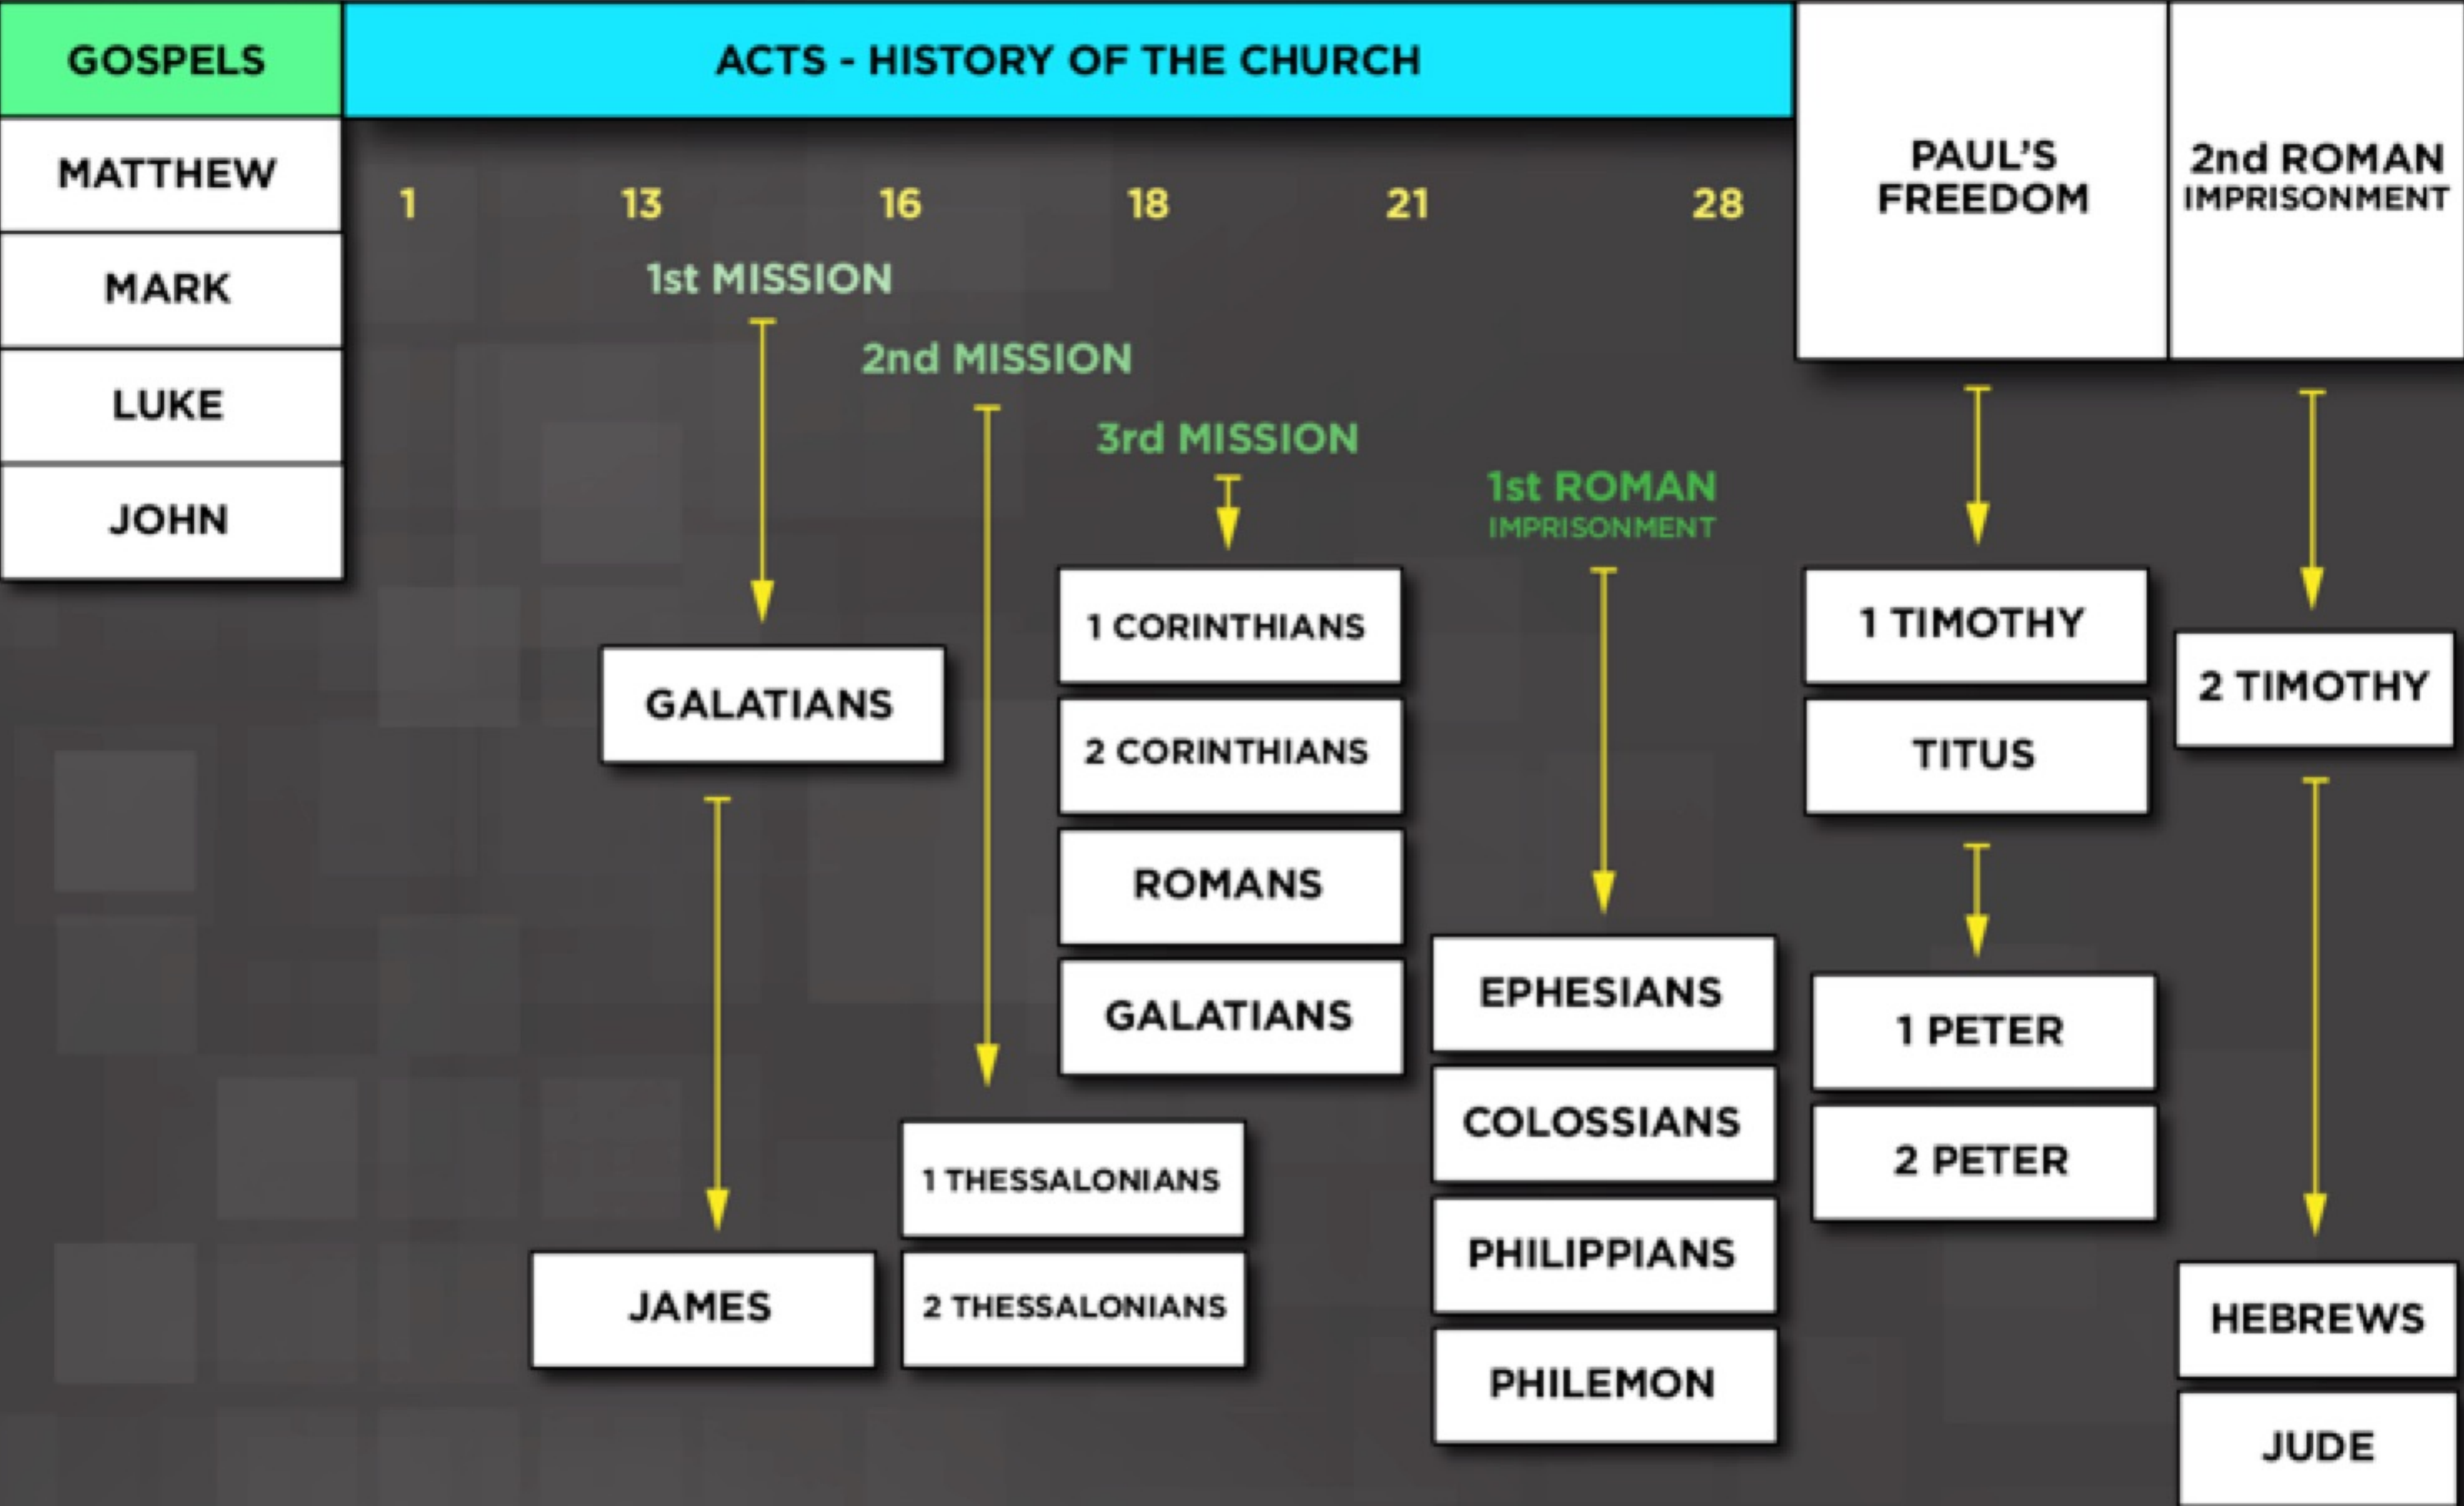 GOSPELS
ACTS - HISTORY OF THE CHURCH
MATTHEW
MARK
LUKE
JOHN
1 13 16 18 21 28
PAUL'S
FREEDOM
2nd ROMAN
IMPRISONMENT
1st MISSION
2nd MISSION
3rd MISSION
1st ROMAN
IMPRISONMENT
GALATIANS
JAMES
1 THESSALONIANS
2 THESSALONIANS
1 CORINTHIANS
2 CORINTHIANS
ROMANS
GALATIANS
EPHESIANS
COLOSSIANS
PHILIPPIANS
PHILEMON
1 TIMOTHY
TITUS
1 PETER
2 PETER
2 TIMOTHY
HEBREWS
JUDE